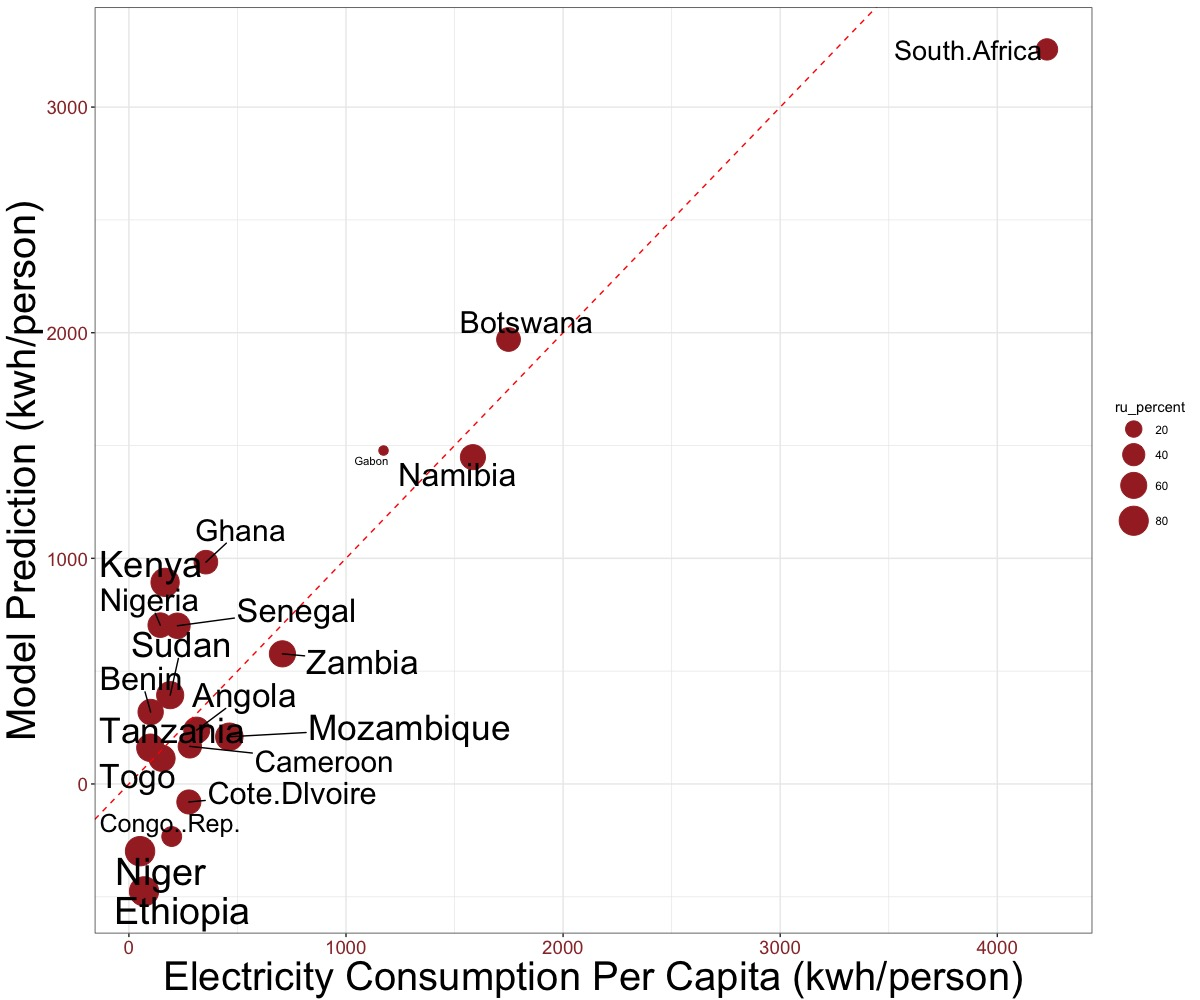 South.Africa
3000
Botswana
2000
ru_percent
20
40
60
80
Gabon
Namibia
Ghana
1000
Kenya
Nigeria
Senegal
Sudan
Zambia
Benin
Angola
Tanzania
Mozambique
Cameroon
Togo
0
Cote.DIvoire
Congo..Rep.
Niger
Ethiopia
0 1000 2000 3000 4000
Electricity Consumption Per Capita (kwh/person)
Model Prediction (kwh/person)